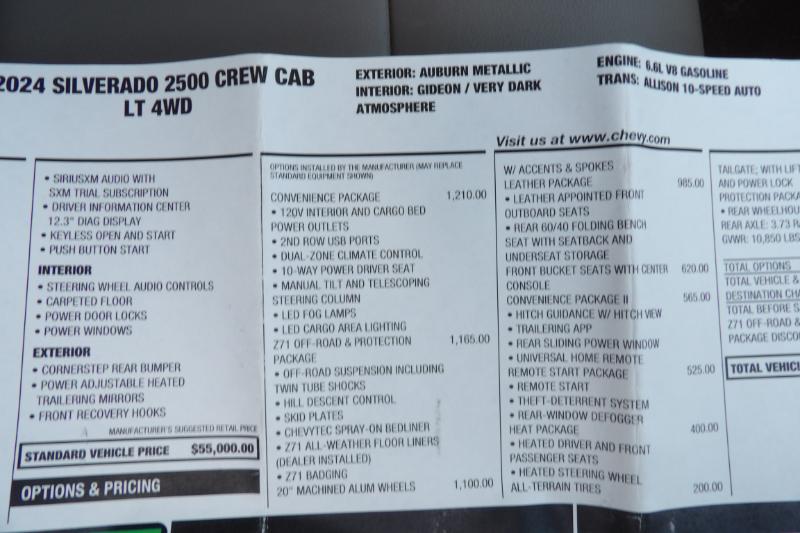 2024 SILVERADO 2500 CREW CAB
LT 4WD
EXTERIOR: AUBURN METALLIC
INTERIOR: GIDEON / VERY DARK
ATMOSPHERE
ENGINE: 6.6L V8 GASOLINE
TRANS: ALLISON 10-SPEED AUTO
Visit us at www.chevy.com
• SIRIUSXM AUDIO WITH
SXM TRIAL SUBSCRIPTION
• DRIVER INFORMATION CENTER
12.3" DIAG DISPLAY
• KEYLESS OPEN AND START
• PUSH BUTTON START
INTERIOR
• STEERING WHEEL AUDIO CONTROLS
• CARPETED FLOOR
• POWER DOOR LOCKS
• POWER WINDOWS
EXTERIOR
• CORNERSTEP REAR BUMPER
• POWER ADJUSTABLE HEATED
TRAILERING MIRRORS
• FRONT RECOVERY HOOKS
MANUFACTURER'S SUGGESTED RETAIL PRICE
STANDARD VEHICLE PRICE $55,000.00
OPTIONS & PRICING
OPTIONS INSTALLED BY THE MANUFACTURER (MAY REPLACE
STANDARD EQUIPMENT SHOWN)
CONVENIENCE PACKAGE 1,210.00
• 120V INTERIOR AND CARGO BED
POWER OUTLETS
• 2ND ROW USB PORTS
• DUAL-ZONE CLIMATE CONTROL
• 10-WAY POWER DRIVER SEAT
• MANUAL TILT AND TELESCOPING
STEERING COLUMN
• LED FOG LAMPS
• LED CARGO AREA LIGHTING
Z71 OFF-ROAD & PROTECTION 1,165.00
PACKAGE
• OFF-ROAD SUSPENSION INCLUDING
TWIN TUBE SHOCKS
• HILL DESCENT CONTROL
• SKID PLATES
• CHEVYTEC SPRAY-ON BEDLINER
• Z71 ALL-WEATHER FLOOR LINERS
(DEALER INSTALLED)
• Z71 BADGING
20" MACHINED ALUM WHEELS 1,100.00
W/ ACCENTS & SPOKES
LEATHER PACKAGE 985.00
• LEATHER APPOINTED FRONT
OUTBOARD SEATS
• REAR 60/40 FOLDING BENCH
SEAT WITH SEATBACK AND
UNDERSEAT STORAGE
FRONT BUCKET SEATS WITH CENTER 620.00
CONSOLE
CONVENIENCE PACKAGE II 565.00
• HITCH GUIDANCE W/ HITCH VIEW
• TRAILERING APP
• REAR SLIDING POWER WINDOW
• UNIVERSAL HOME REMOTE
REMOTE START PACKAGE 525.00
• REMOTE START
• THEFT-DETERRENT SYSTEM
• REAR-WINDOW DEFOGGER
HEAT PACKAGE 400.00
• HEATED DRIVER AND FRONT
PASSENGER SEATS
• HEATED STEERING WHEEL
ALL-TERRAIN TIRES 200.00
TAILGATE; WITH LIFT
AND POWER LOCK
PROTECTION PACKA
• REAR WHEELHOU
REAR AXLE: 3.73 R
GVWR: 10,850 LBS
TOTAL OPTIONS
TOTAL VEHICLE &
DESTINATION CHA
TOTAL BEFORE S
Z71 OFF-ROAD &
PACKAGE DISCO
TOTAL VEHICL